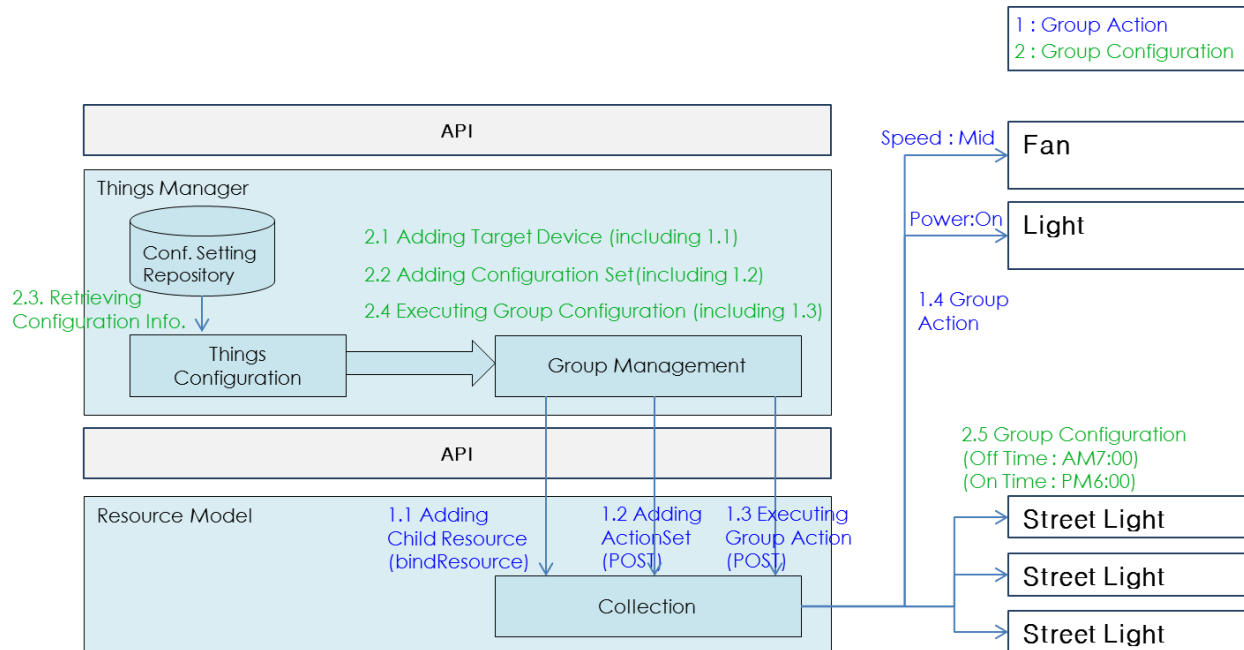 1 : Group Action
2 : Group Configuration
API
Speed : Mid
Fan
Things Manager
Conf. Setting
Repository
2.1 Adding Target Device (including 1.1)
2.2 Adding Configuration Set(including 1.2)
2.4 Executing Group Configuration (including 1.3)
Power:On
Light
2.3. Retrieving
Configuration Info.
1.4 Group
Action
Things
Configuration
Group Management
API
2.5 Group Configuration
(Off Time : AM7:00)
(On Time : PM6:00)
Resource Model
1.1 Adding
Child Resource
(bindResource)
1.2 Adding
ActionSet
(POST)
1.3 Executing
Group Action
(POST)
Street Light
Street Light
Street Light
Collection